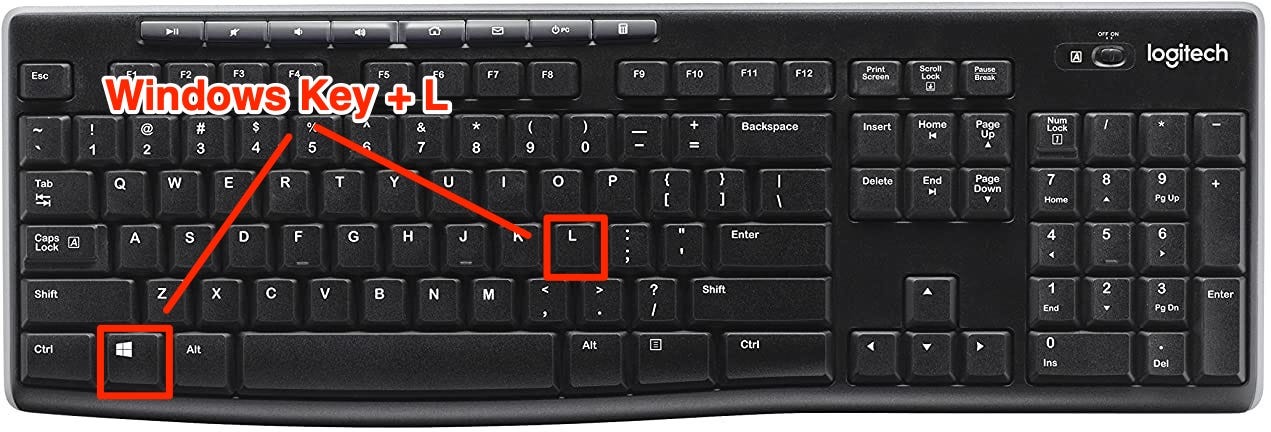 PC
OFF ON
A
logitech
Esc F1 F2 F3 F4 F5 F6 F7 F8 F9 F10 F11 F12 Print Screen Scroll Lock Pause Break
Windows Key + L
~ ! @ # $ % ^ & * ( ) — + Backspace Insert Home Page Up Num Lock 1 / * −
` 1 2 3 4 5 6 7 8 9 0 − =
Tab Q W E R T Y U I O P { [ } ] | \ Delete End Page Down 7 Home 8 9 Pg Up +
Caps Lock A A S D F G H J K L : ; " ' Enter 4 5 6
Shift Z X C V B N M < , > . ? / Shift 1 End 2 3 Pg Dn Enter
Ctrl Alt Alt Ctrl 0 Ins . Del